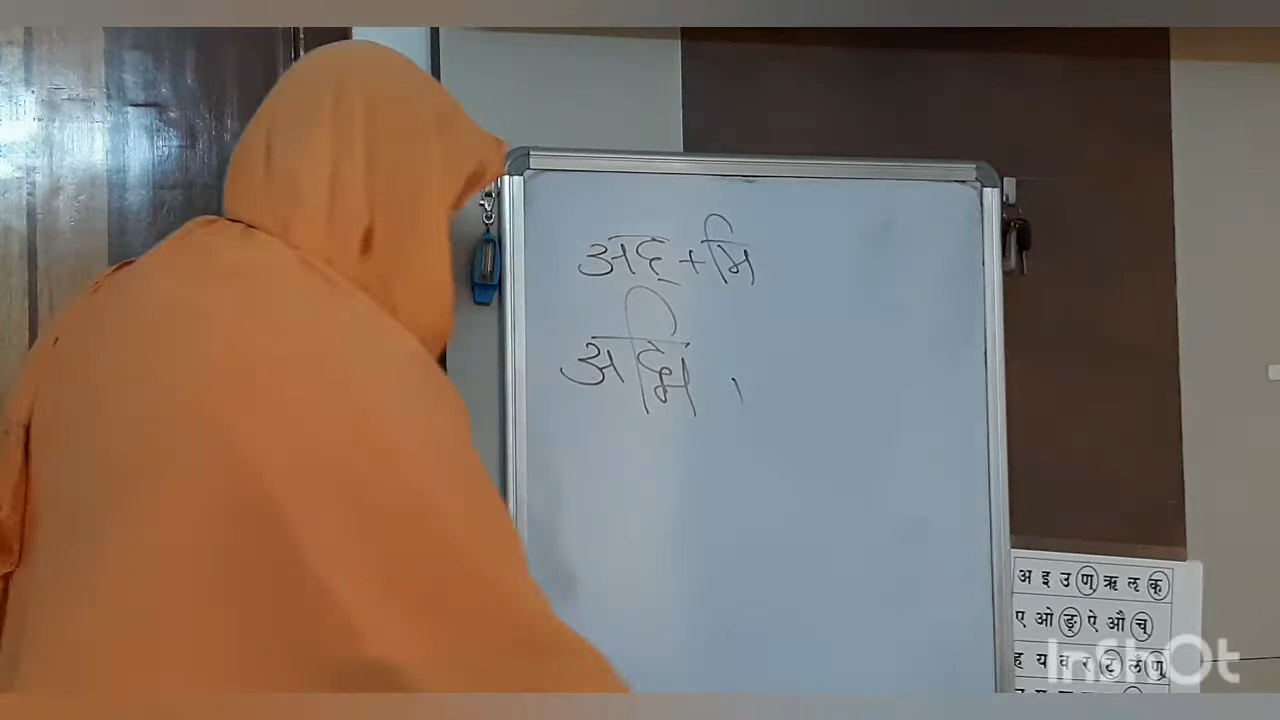 अद्+मि
अद्मि ।
अ इ उ ण् ऋ ऌ क्
ए ओ ङ् ऐ औ च्
ह य व र ट् लँ ण्
InShOt